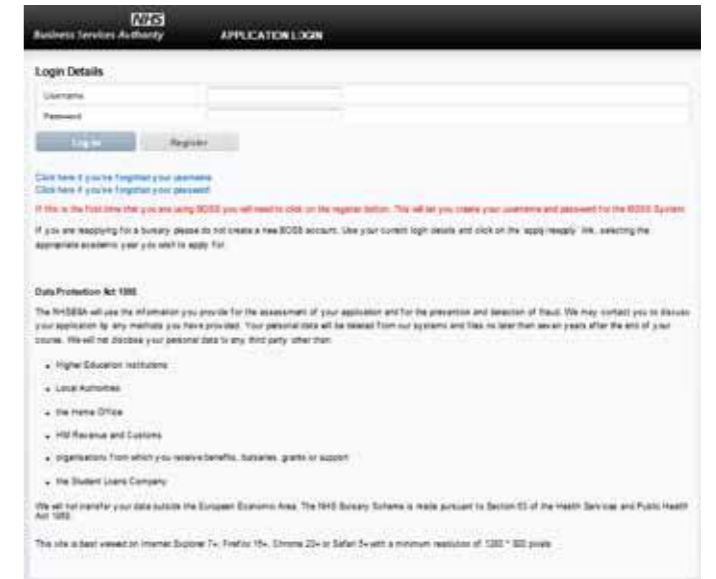 NHS
Business Services Authority
APPLICATION LOGIN
Login Details
Username
Password
Log in Register
Click here if you've forgotten your username
Click here if you've forgotten your password
If this is the first time that you are using BOSS you will need to click on the register button. This will let you create your username and password for the BOSS System
If you are reapplying for a bursary please do not create a new BOSS account. Use your current login details and click on the 'apply/reapply' link, selecting the
appropriate academic year you wish to apply for.
Data Protection Act 1998
The NHSBSA will use the information you provide for the assessment of your application and for the prevention and detection of fraud. We may contact you to discuss
your application by any methods you have provided. Your personal data will be deleted from our systems and files no later than seven years after the end of your
course. We will not disclose your personal data to any third party other than:
Higher Education Institutions
Local Authorities
the Home Office
HM Revenue and Customs
organisations from which you receive benefits, bursaries, grants or support
the Student Loans Company
We will not transfer your data outside the European Economic Area. The NHS Bursary Scheme is made pursuant to Section 63 of the Health Services and Public Health
Act 1968.
This site is best viewed on Internet Explorer 7+, Firefox 15+, Chrome 23+ or Safari 5+ with a minimum resolution of 1280 * 800 pixels